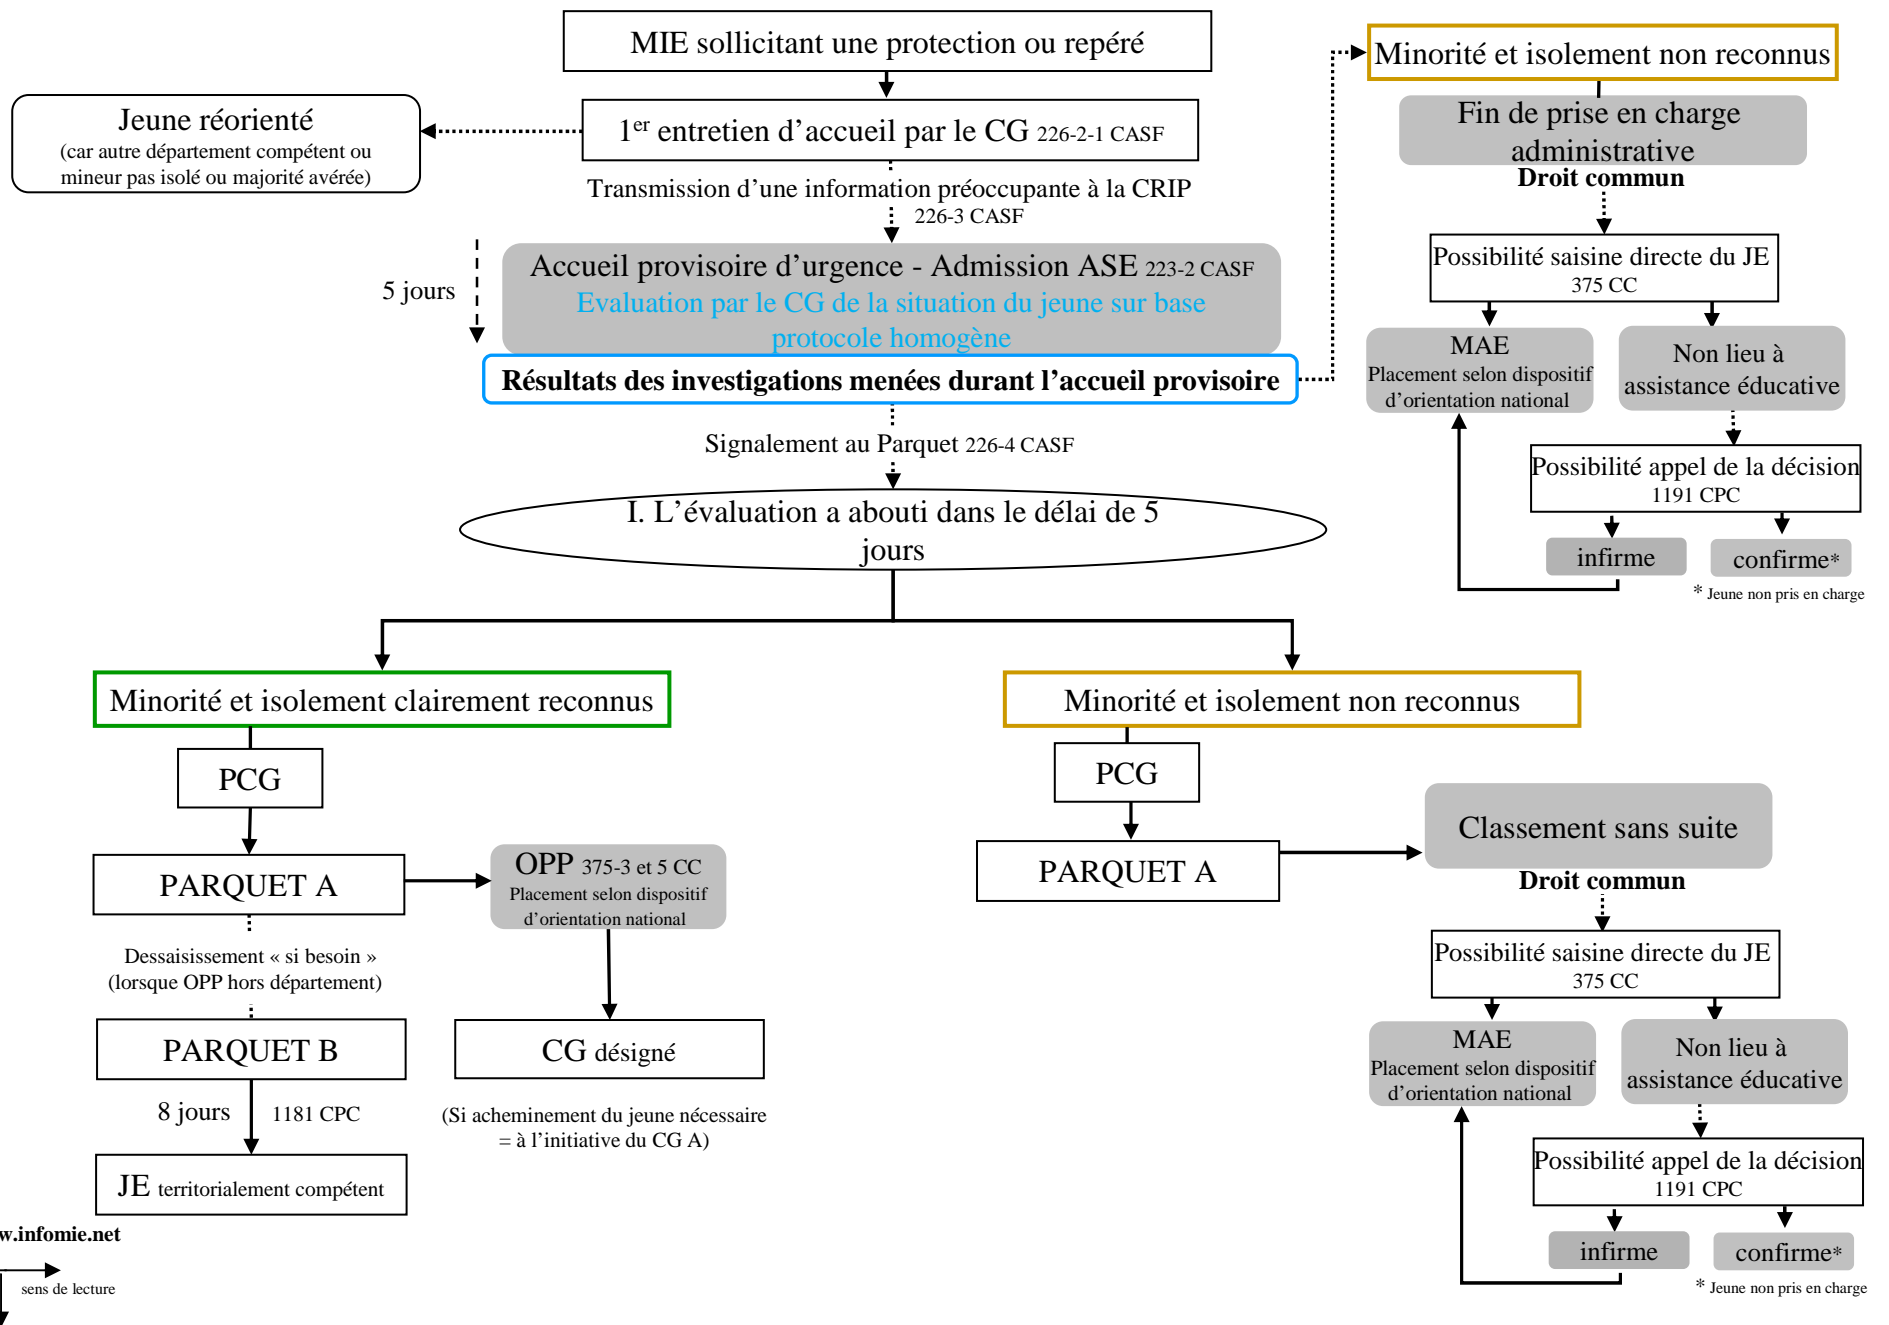 MIE sollicitant une protection ou repéré
1er entretien d'accueil par le CG 226-2-1 CASF
Jeune réorienté
(car autre département compétent ou
mineur pas isolé ou majorité avérée)
Transmission d'une information préoccupante à la CRIP
226-3 CASF
5 jours
Accueil provisoire d'urgence - Admission ASE 223-2 CASF
Evaluation par le CG de la situation du jeune sur base
protocole homogène
Résultats des investigations menées durant l'accueil provisoire
Signalement au Parquet 226-4 CASF
I. L'évaluation a abouti dans le délai de 5
jours
Minorité et isolement non reconnus
Fin de prise en charge
administrative
Droit commun
Possibilité saisine directe du JE
375 CC
MAE
Placement selon dispositif
d'orientation national
Non lieu à
assistance éducative
Possibilité appel de la décision
1191 CPC
infirme
confirme*
* Jeune non pris en charge
Minorité et isolement clairement reconnus
PCG
PARQUET A
OPP 375-3 et 5 CC
Placement selon dispositif
d'orientation national
Dessaisissement « si besoin »
(lorsque OPP hors département)
PARQUET B
CG désigné
8 jours
1181 CPC
(Si acheminement du jeune nécessaire
= à l'initiative du CG A)
JE territorialement compétent
Minorité et isolement non reconnus
PCG
PARQUET A
Classement sans suite
Droit commun
Possibilité saisine directe du JE
375 CC
MAE
Placement selon dispositif
d'orientation national
Non lieu à
assistance éducative
Possibilité appel de la décision
1191 CPC
infirme
confirme*
* Jeune non pris en charge
w.infomie.net
sens de lecture